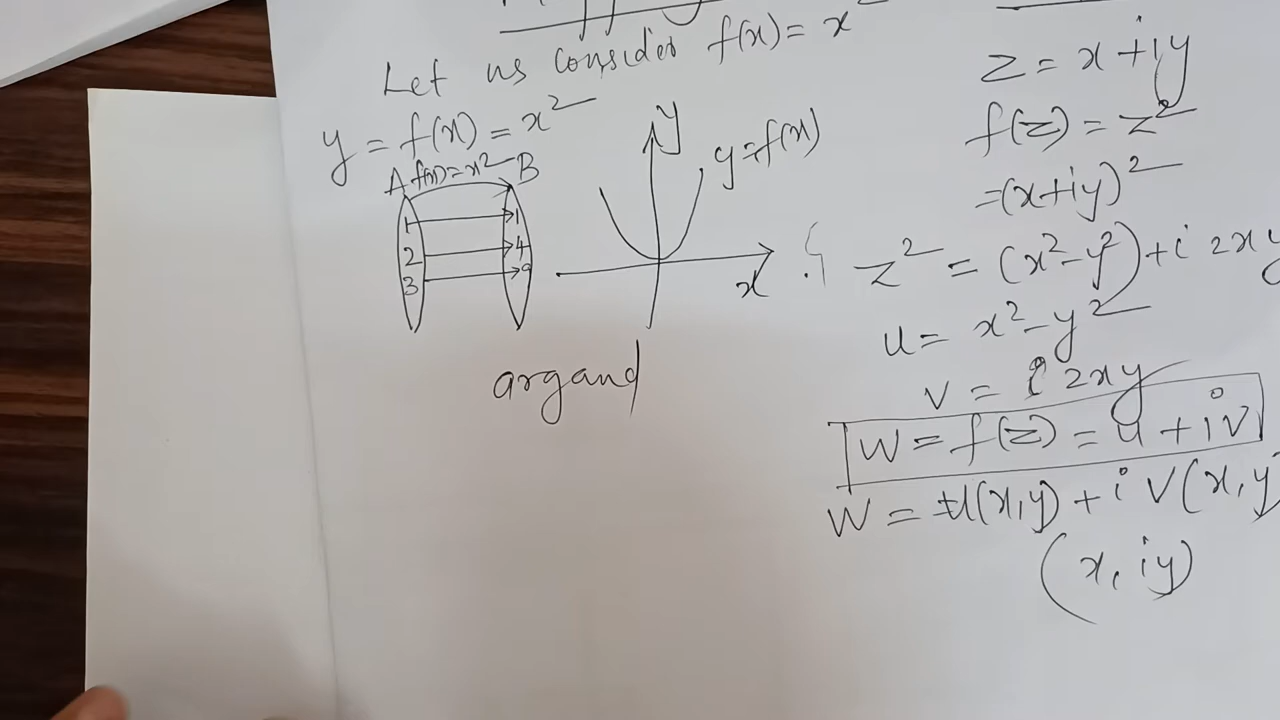 Let us consider f(x) = x²
y = f(x) = x²
A f(x)=x² B
1 1
2 4
3 9
y
y=f(x)
x
argand
z = x+iy
f(z) = z²
=(x+iy)²
z² = (x²-y²)+i 2xy
u = x²-y²
v = i 2xy
W = f(z) = u + iv
W = u(x,y) + i v(x,y)
(x, iy)